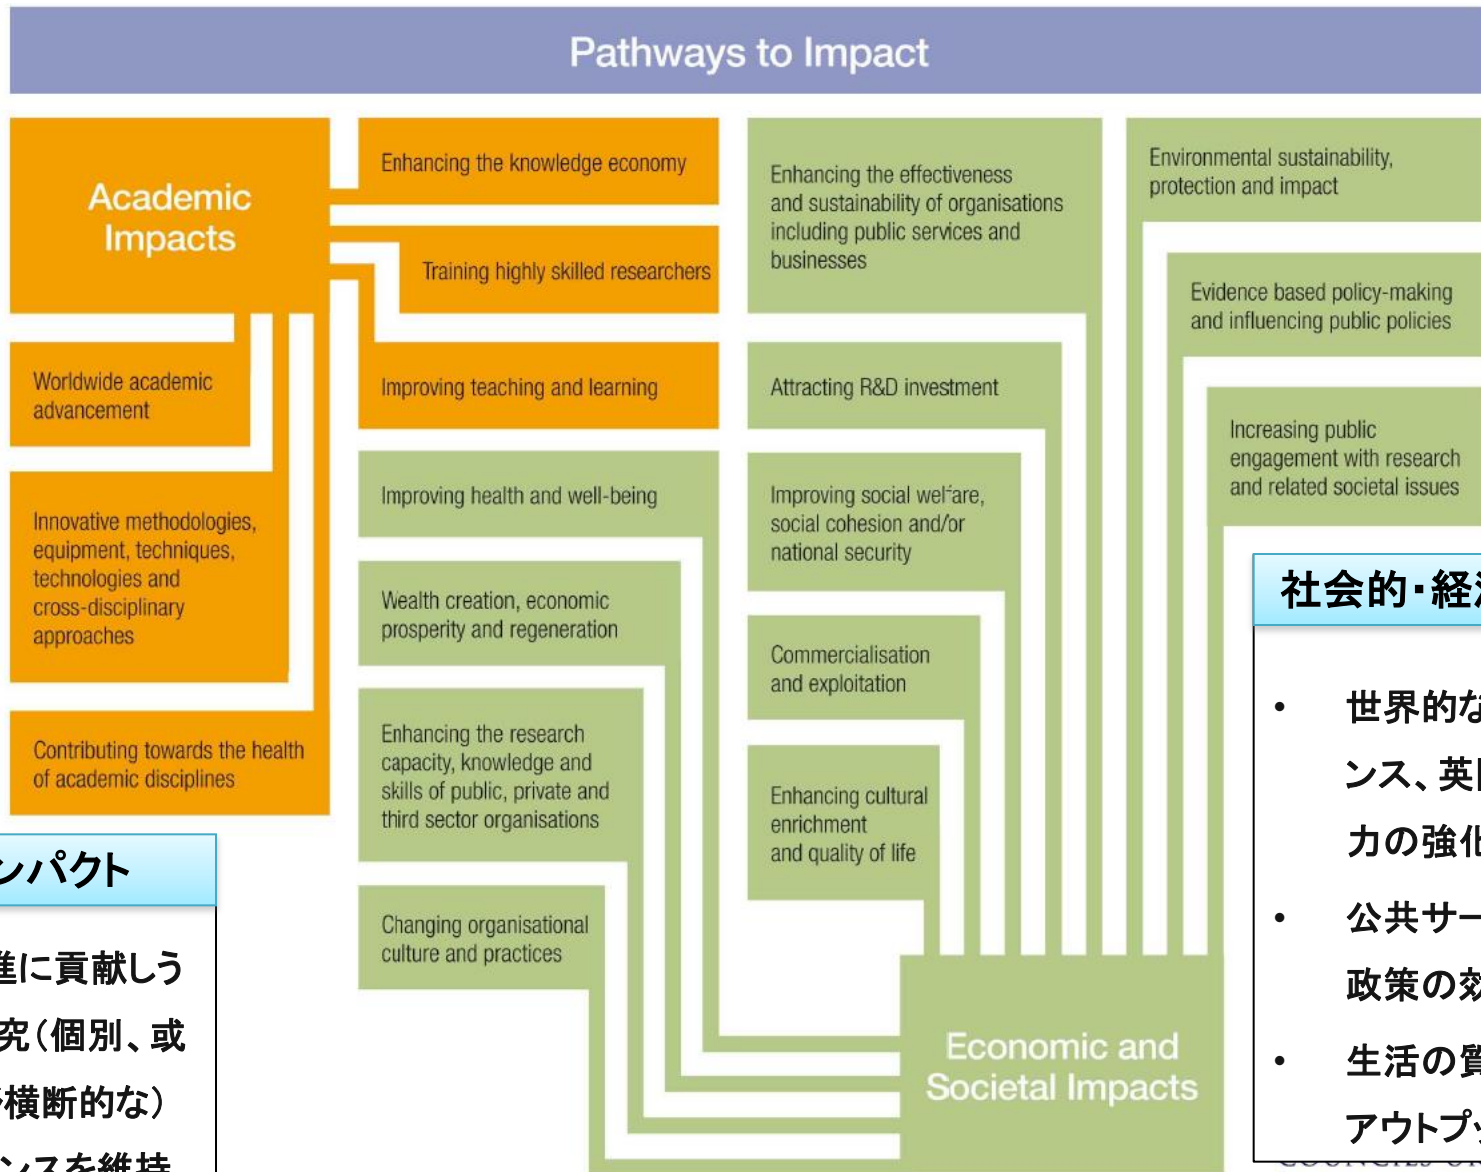 Pathways to Impact
Academic
Impacts
Enhancing the knowledge economy
Training highly skilled researchers
Improving teaching and learning
Worldwide academic
advancement
Innovative methodologies,
equipment, techniques,
technologies and
cross-disciplinary
approaches
Contributing towards the health
of academic disciplines
Improving health and well-being
Wealth creation, economic
prosperity and regeneration
Enhancing the research
capacity, knowledge and
skills of public, private and
third sector organisations
Changing organisational
culture and practices
Enhancing the effectiveness
and sustainability of organisations
including public services and
businesses
Attracting R&D investment
Improving social welfare,
social cohesion and/or
national security
Commercialisation
and exploitation
Enhancing cultural
enrichment
and quality of life
Environmental sustainability,
protection and impact
Evidence based policy-making
and influencing public policies
Increasing public
engagement with research
and related societal issues
Economic and
Societal Impacts
ンパクト
進に貢献しう
究（個別、或
横断的な）
ンスを維持
社会的・経
• 世界的な
ンス、英
力の強化
• 公共サー
政策の効
• 生活の質
アウトプッ